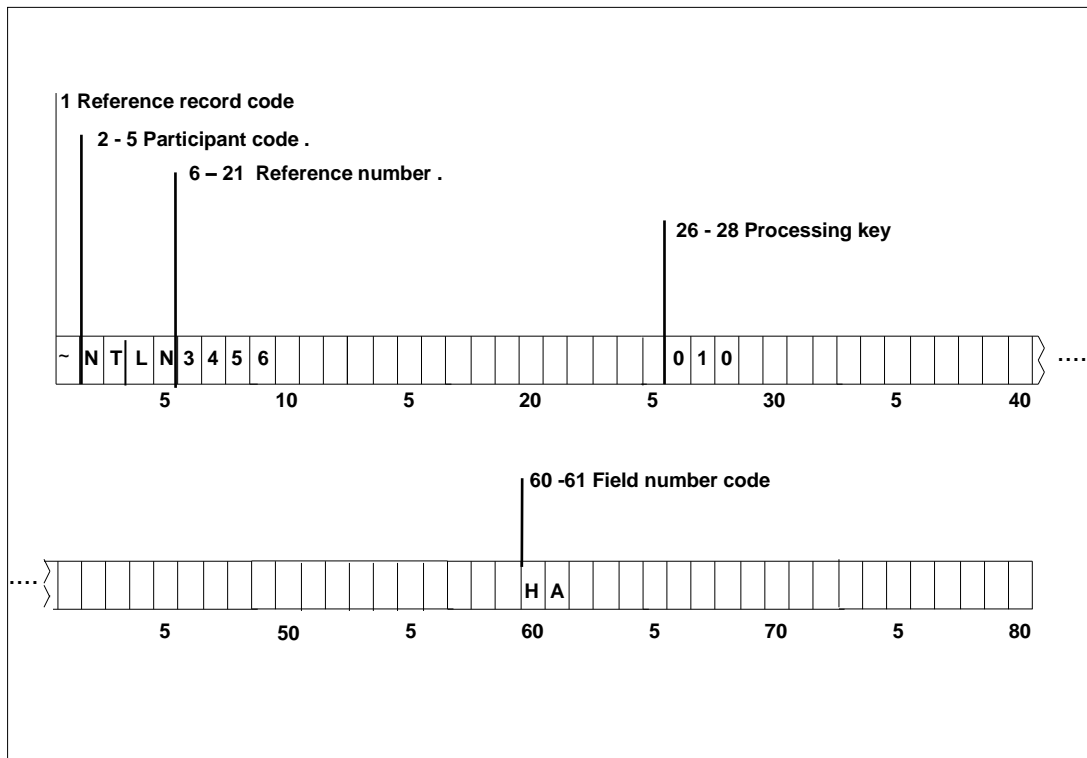 1 Reference record code
2 - 5 Participant code .
6 – 21 Reference number .
26 - 28 Processing key
~ N T L N 3 4 5 6 0 1 0 ....
5 10 5 20 5 30 5 40
60 -61 Field number code
.... H A
5 50 5 60 5 70 5 80